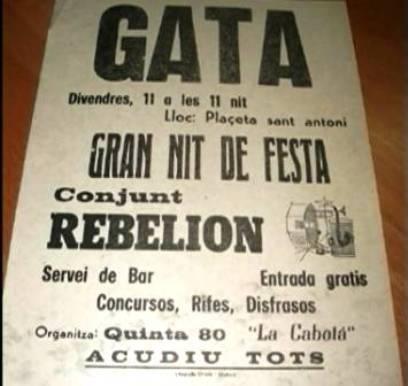 GATA
Divendres, 11 a les 11 nit
Lloc: Plaçeta sant antoni
GRAN NIT DE FESTA
Conjunt
REBELION
Servei de Bar Entrada gratis
Concursos, Rifes, Disfrasos
Organitza: Quinta 80 "La Cabotá"
ACUDIU TOTS